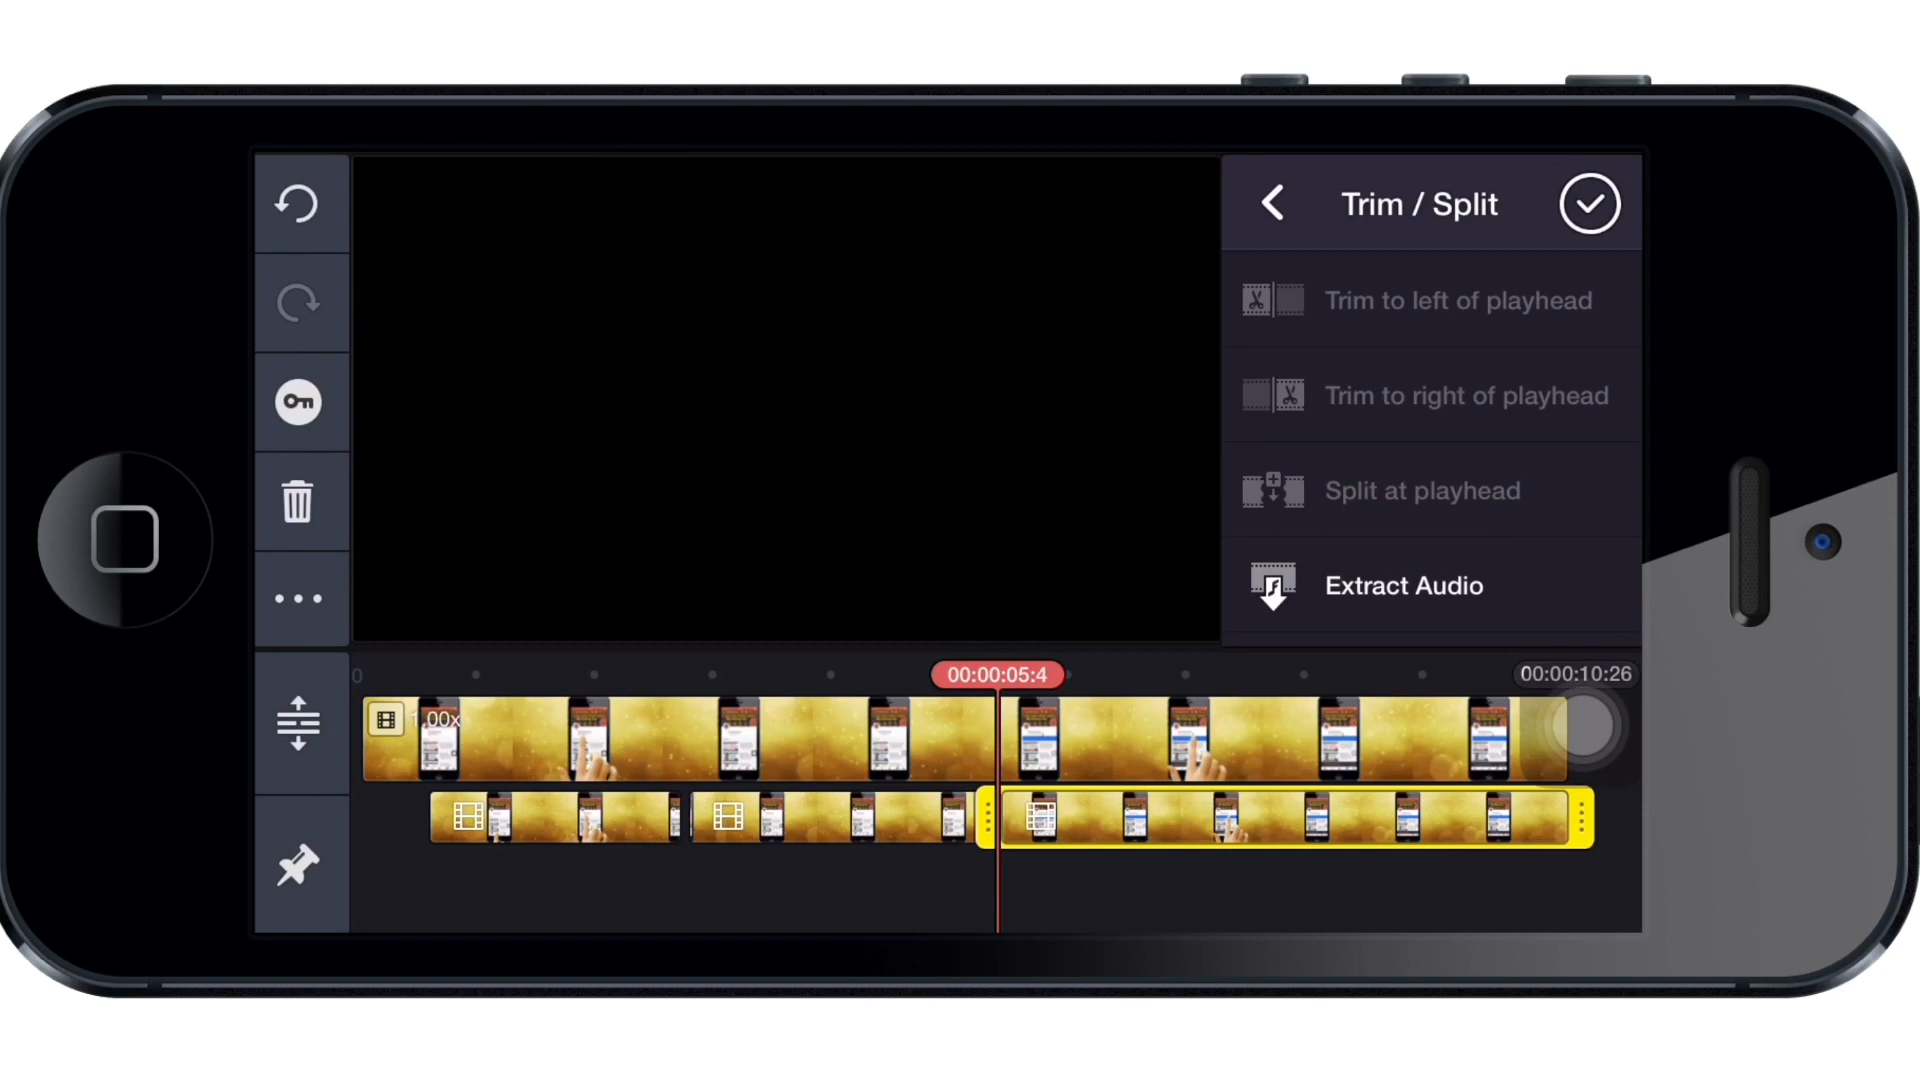 Trim / Split
Trim to left of playhead
Trim to right of playhead
Split at playhead
Extract Audio
0
00:00:05:4
00:00:10:26
1.00x